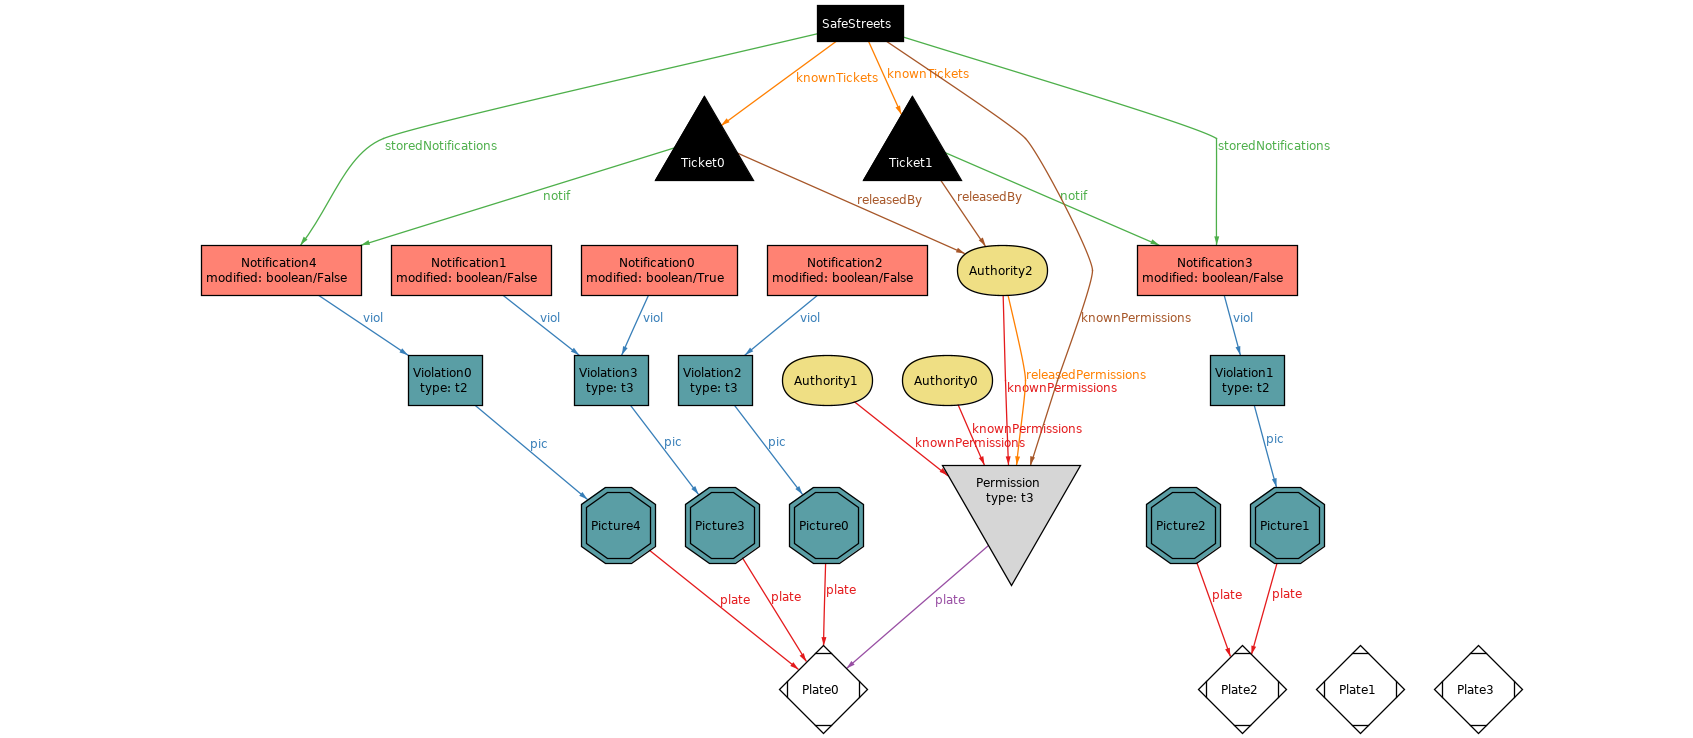 SafeStreets
knownTickets
knownTickets
storedNotifications
storedNotifications
Ticket0
Ticket1
notif
releasedBy
releasedBy
notif
Notification4
modified: boolean/False
Notification1
modified: boolean/False
Notification0
modified: boolean/True
Notification2
modified: boolean/False
Authority2
Notification3
modified: boolean/False
viol
viol
viol
viol
knownPermissions
viol
Violation0
type: t2
Violation3
type: t3
Violation2
type: t3
Authority1
Authority0
releasedPermissions
knownPermissions
Violation1
type: t2
knownPermissions
knownPermissions
pic
pic
pic
pic
Permission
type: t3
Picture4
Picture3
Picture0
Picture2
Picture1
plate
plate
plate
plate
plate
plate
Plate0
Plate2
Plate1
Plate3